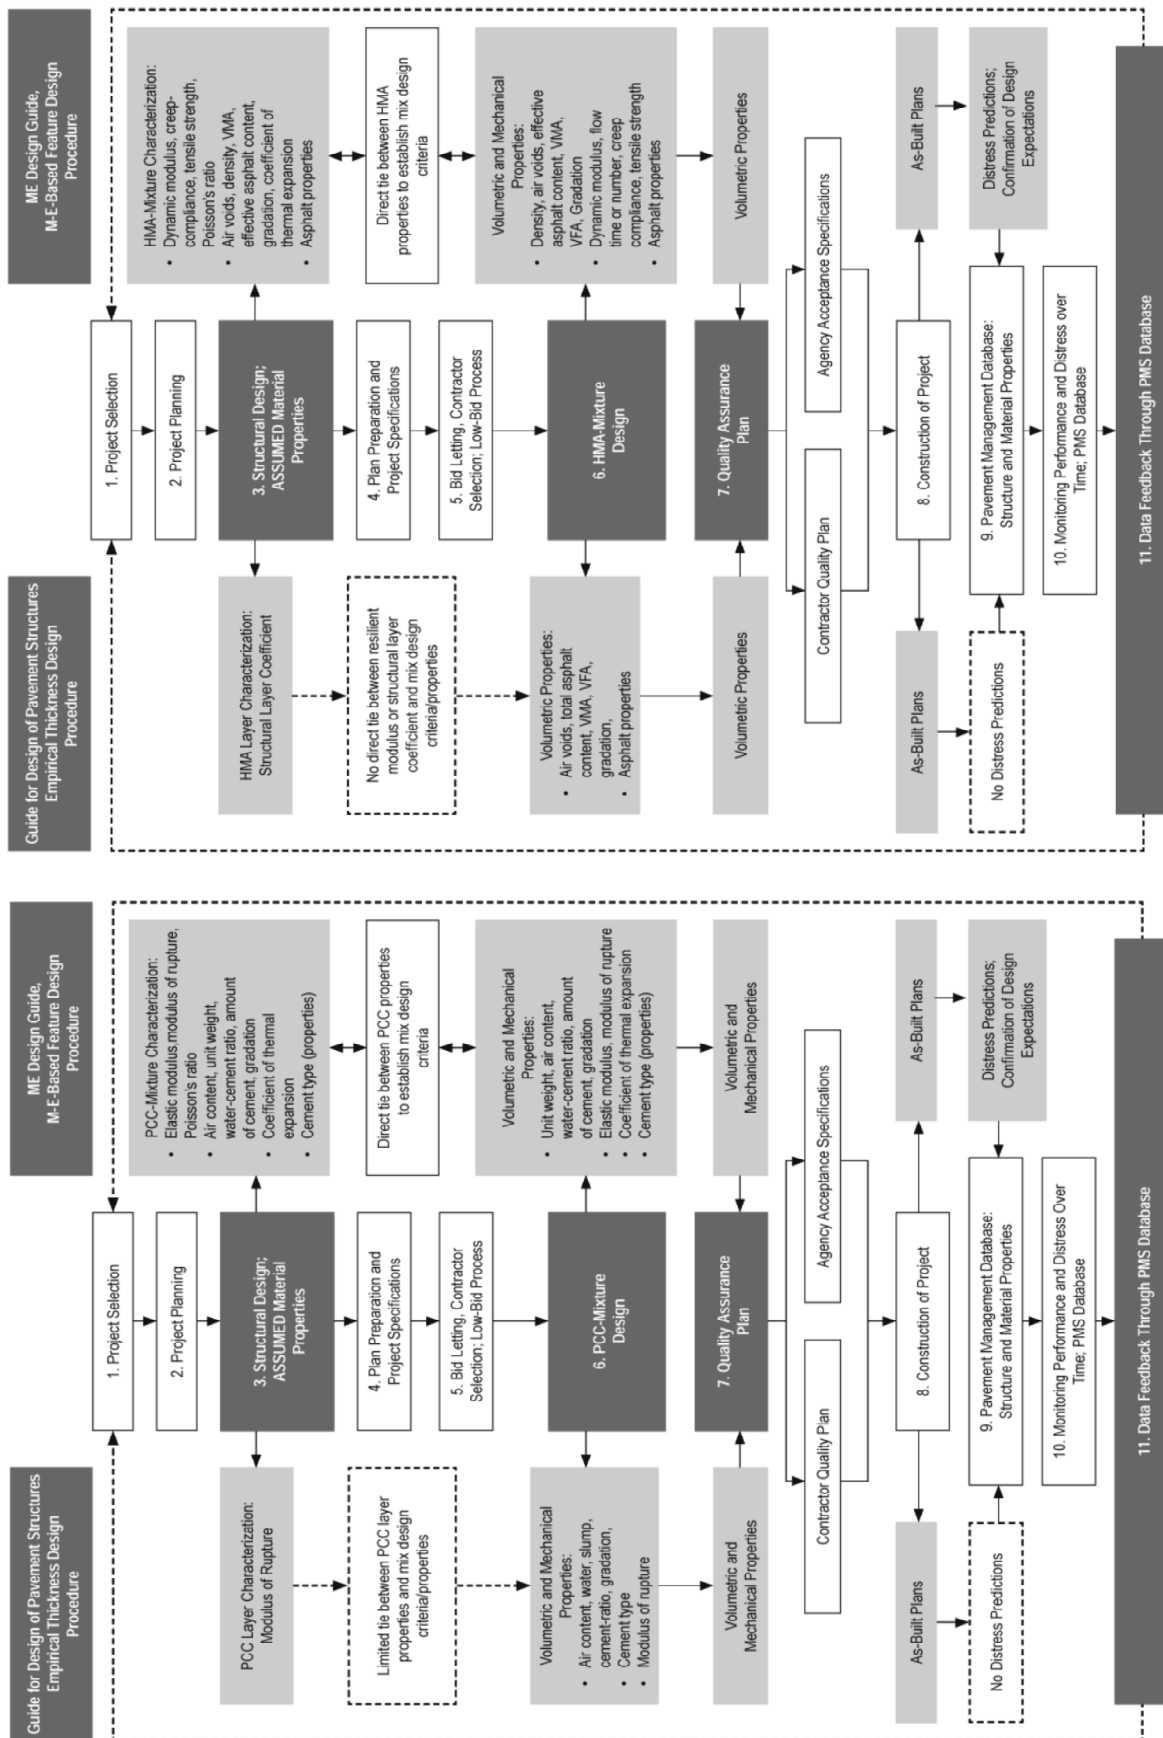 Guide for Design of Pavement Structures
Empirical Thickness Design
Procedure
ME Design Guide,
M-E-Based Feature Design
Procedure
1. Project Selection
2. Project Planning
3. Structural Design;
ASSUMED Material
Properties
HMA Layer Characterization:
Structural Layer Coefficient
HMA-Mixture Characterization:
• Dynamic modulus, creep-
compliance, tensile strength,
Poisson's ratio
• Air voids, density, VMA,
effective asphalt content,
gradation, coefficient of
thermal expansion
• Asphalt properties
4. Plan Preparation and
Project Specifications
5. Bid Letting, Contractor
Selection; Low-Bid Process
No direct tie between resilient
modulus or structural layer
coefficient and mix design
criteria/properties
Direct tie between HMA
properties to establish mix design
criteria
6. HMA-Mixture
Design
Volumetric Properties:
• Air voids, total asphalt
content, VMA, VFA,
gradation,
• Asphalt properties
Volumetric and Mechanical
Properties:
• Density, air voids, effective
asphalt content, VMA,
VFA, Gradation
• Dynamic modulus, flow
time or number, creep
compliance, tensile strength
• Asphalt properties
Volumetric Properties
7. Quality Assurance
Plan
Volumetric Properties
Contractor Quality Plan
Agency Acceptance Specifications
8. Construction of Project
As-Built Plans
As-Built Plans
No Distress Predictions
9. Pavement Management Database:
Structure and Material Properties
Distress Predictions;
Confirmation of Design
Expectations
10. Monitoring Performance and Distress over
Time; PMS Database
11. Data Feedback Through PMS Database
Guide for Design of Pavement Structures
Empirical Thickness Design
Procedure
ME Design Guide,
M-E-Based Feature Design
Procedure
1. Project Selection
2. Project Planning
3. Structural Design;
ASSUMED Material
Properties
PCC Layer Characterization:
Modulus of Rupture
PCC-Mixture Characterization:
• Elastic modulus,modulus of rupture,
Poisson's ratio
• Air content, unit weight,
water-cement ratio, amount
of cement, gradation
• Coefficient of thermal
expansion
• Cement type (properties)
4. Plan Preparation and
Project Specifications
5. Bid Letting, Contractor
Selection; Low-Bid Process
Limited tie between PCC layer
properties and mix design
criteria/properties
Direct tie between PCC properties
to establish mix design
criteria
6. PCC-Mixture
Design
Volumetric and Mechanical
Properties:
• Air content, water, slump,
cement-ratio, gradation,
• Cement type
• Modulus of rupture
Volumetric and Mechanical
Properties:
• Unit weight, air content,
water-cement ratio, amount
of cement, gradation
• Elastic modulus, modulus of rupture
• Coefficient of thermal expansion
• Cement type (properties)
Volumetric and
Mechanical Properties
7. Quality Assurance
Plan
Volumetric and
Mechanical Properties
Contractor Quality Plan
Agency Acceptance Specifications
8. Construction of Project
As-Built Plans
As-Built Plans
No Distress Predictions
9. Pavement Management Database:
Structure and Material Properties
Distress Predictions;
Confirmation of Design
Expectations
10. Monitoring Performance and Distress Over
Time; PMS Database
11. Data Feedback Through PMS Database